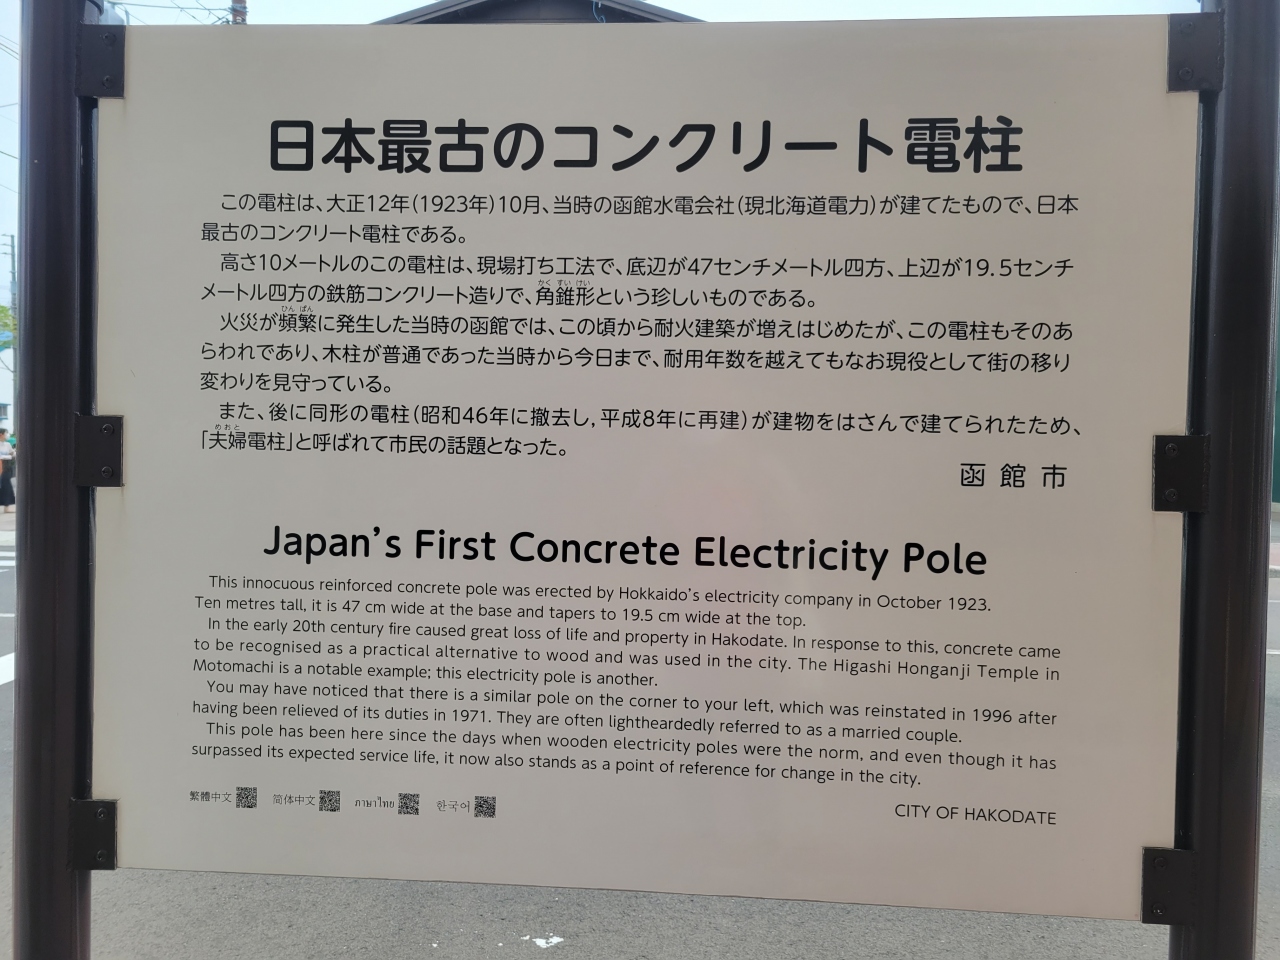 日本最古のコンクリート電柱
この電柱は、大正12年(1923年)10月、当時の函館水電会社(現北海道電力)が建てたもので、日本
最古のコンクリート電柱である。
高さ10メートルのこの電柱は、現場打ち工法で、底辺が47センチメートル四方、上辺が19.5センチ
かくすいけい
メートル四方の鉄筋コンクリート造りで、角錐形という珍しいものである。
ひんぱん
火災が頻繁に発生した当時の函館では、この頃から耐火建築が増えはじめたが、この電柱もそのあ
らわれであり、木柱が普通であった当時から今日まで、耐用年数を越えてもなお現役として街の移り
変わりを見守っている。
また、後に同形の電柱(昭和46年に撤去し,平成8年に再建)が建物をはさんで建てられたため、
めおと
「夫婦電柱」と呼ばれて市民の話題となった。
函館市
Japan's First Concrete Electricity Pole
This innocuous reinforced concrete pole was erected by Hokkaido's electricity company in October 1923.
Ten metres tall, it is 47 cm wide at the base and tapers to 19.5 cm wide at the top.
In the early 20th century fire caused great loss of life and property in Hakodate. In response to this, concrete came
to be recognised as a practical alternative to wood and was used in the city. The Higashi Honganji Temple in
Motomachi is a notable example; this electricity pole is another.
You may have noticed that there is a similar pole on the corner to your left, which was reinstated in 1996 after
having been relieved of its duties in 1971. They are often lightheardedly referred to as a married couple.
This pole has been here since the days when wooden electricity poles were the norm, and even though it has
surpassed its expected service life, it now also stands as a point of reference for change in the city.
繁體中文 简体中文 ภาษาไทย 한국어
CITY OF HAKODATE